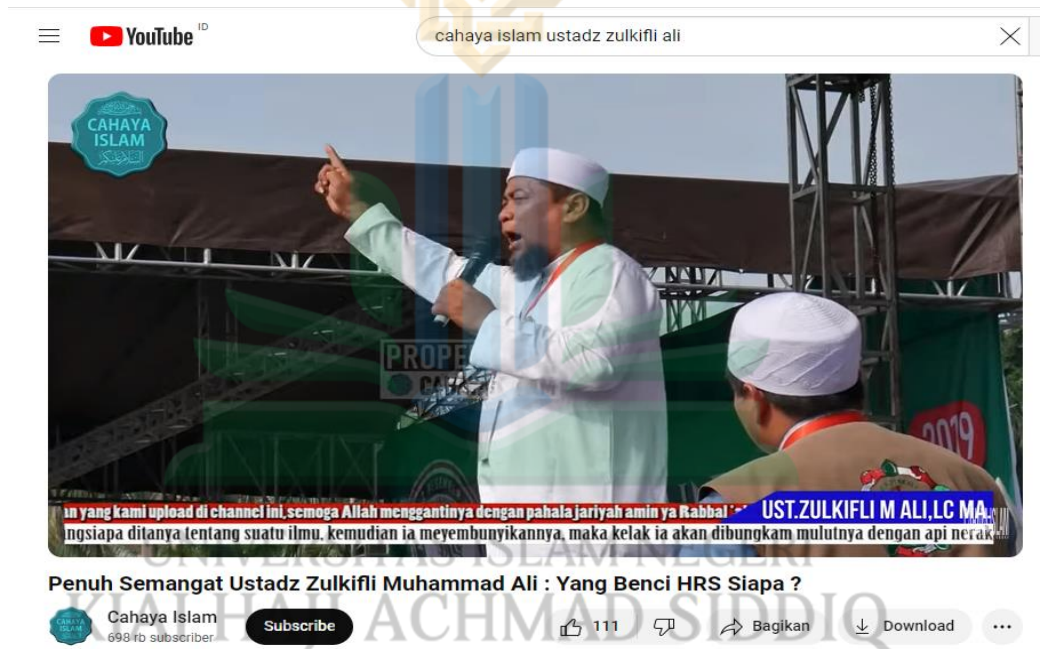 YouTube ID
cahaya islam ustadz zulkifli ali
CAHAYA
ISLAM
2019
UST.ZULKIFLI M ALI,LC MA.
an yang kami upload di channel ini, semoga Allah menggantinya dengan pahala jariyah amin ya Rabbal
ngsiapa ditanya tentang suatu ilmu, kemudian ia meyembunyikannya, maka kelak ia akan dibungkam mulutnya dengan api nerak
UNIVERSITAS ISLAM NEGERI
Penuh Semangat Ustadz Zulkifli Muhammad Ali : Yang Benci HRS Siapa ?
KIAI HAJI ACHMAD SIDDIQ
CAHAYA
ISLAM
Cahaya Islam
698 rb subscriber
Subscribe
111
Bagikan
Download